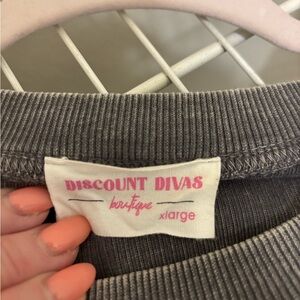 DISCOUNT DIVAS
boutique
xlarge